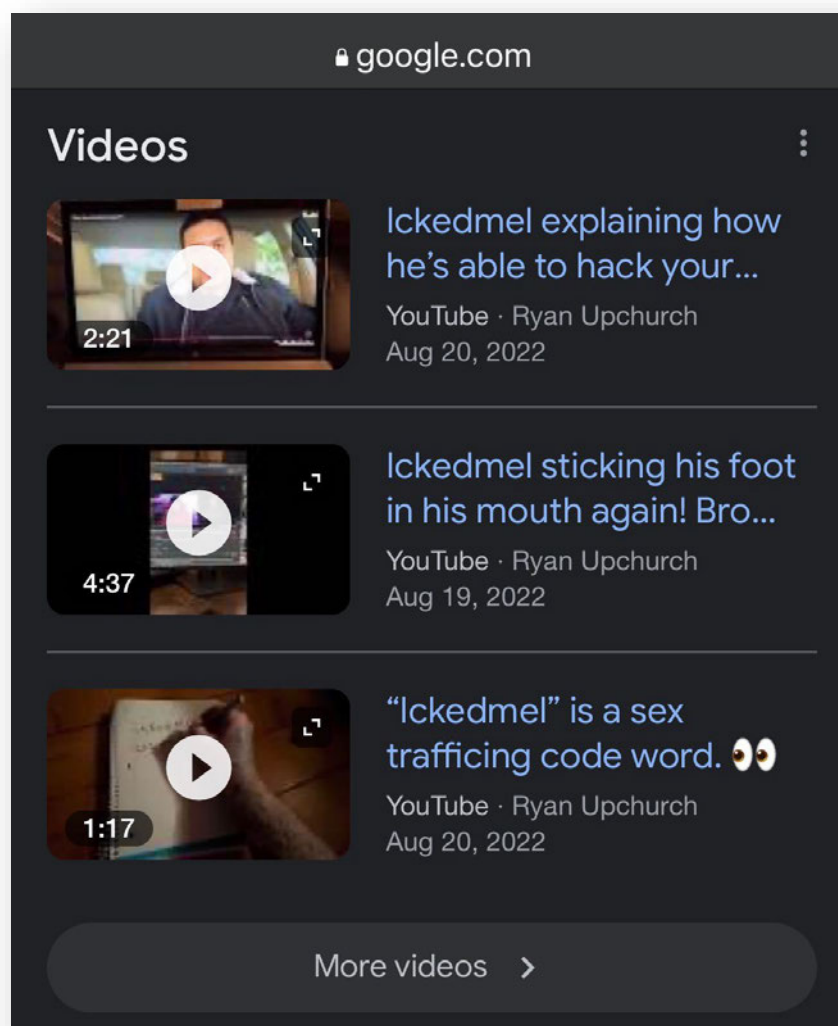 google.com
Videos
Ickedmel explaining how
he’s able to hack your...
YouTube · Ryan Upchurch
Aug 20, 2022
2:21
Ickedmel sticking his foot
in his mouth again! Bro...
YouTube · Ryan Upchurch
Aug 19, 2022
4:37
“Ickedmel” is a sex
trafficing code word. 👀
YouTube · Ryan Upchurch
Aug 20, 2022
1:17
More videos